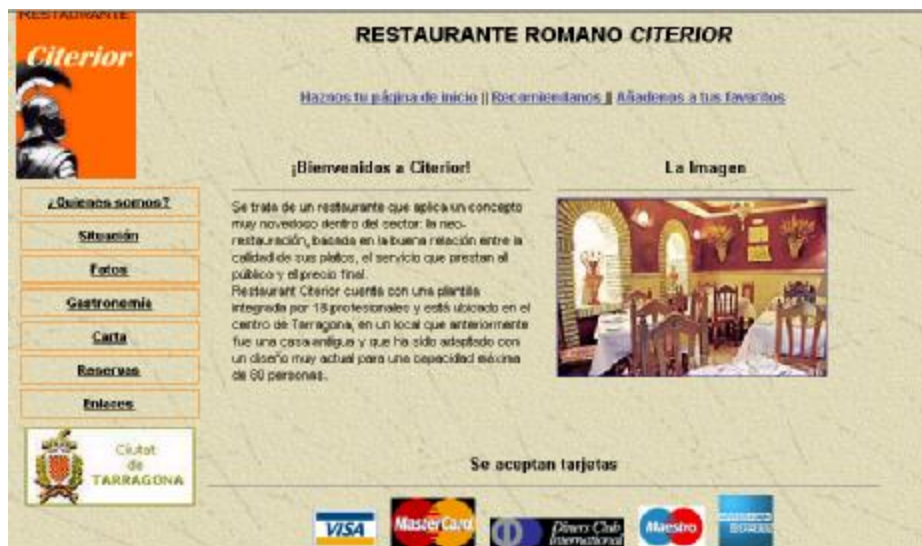 RESTAURANTE
Citerior
RESTAURANTE ROMANO CITERIOR
Haznos tu página de inicio || Recomiendanos || Añadenos a tus favoritos
¿Quienes somos?
Situación
Fotos
Gastronomia
Carta
Reservas
Enlaces
Ciutat
de
TARRAGONA
¡Bienvenidos a Citerior!
Se trata de un restaurante que aplica un concepto
muy novedoso dentro del sector: la neo-
restauración, basada en la buena relación entre la
calidad de sus platos, el servicio que prestan al
público y el precio final.
Restaurant Citerior cuenta con una plantilla
integrada por 18 profesionales y está ubicado en el
centro de Tarragona, en un local que anteriormente
fue una casa antigua y que ha sido adaptado con
un diseño muy actual para una capacidad máxima
de 80 personas.
La Imagen
Se aceptan tarjetas
VISA
MasterCard
Diners Club
International
Maestro